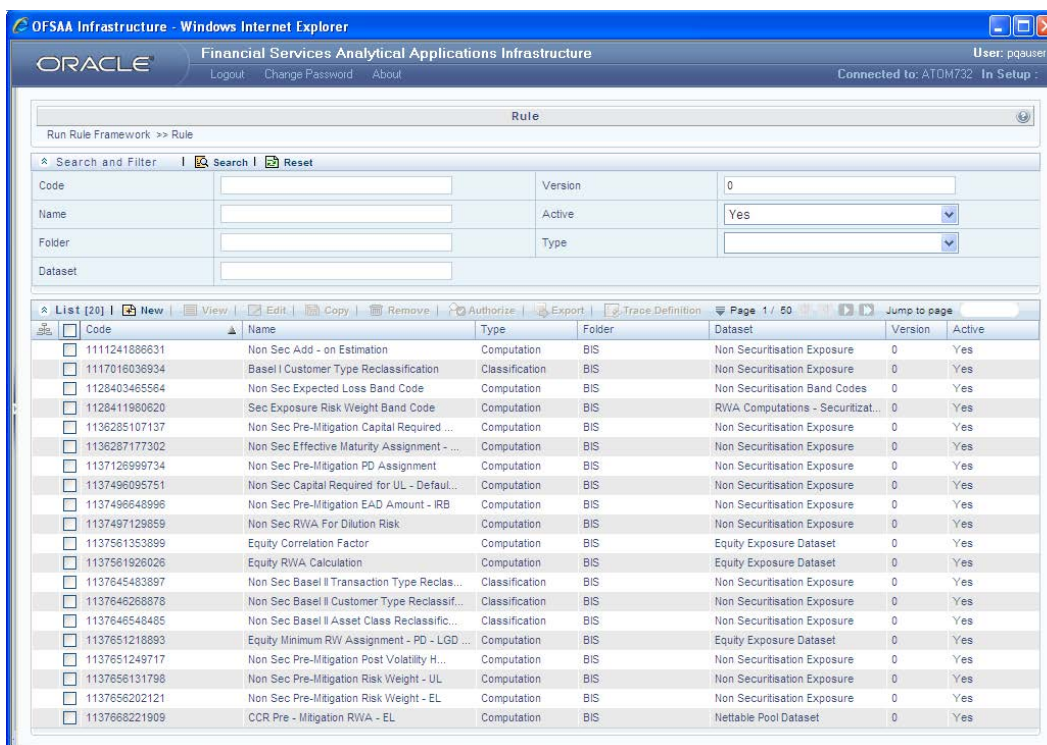 OFSAA Infrastructure - Windows Internet Explorer
ORACLE
Financial Services Analytical Applications Infrastructure
User: pqauser
Logout Change Password About
Connected to: ATOM732 In Setup :
Rule
Run Rule Framework >> Rule
Search and Filter | Search | Reset
Code Version 0
Name Active Yes
Folder Type
Dataset
List [20] | New | View | Edit | Copy | Remove | Authorize | Export | Trace Definition Page 1 / 50 Jump to page
Code Name Type Folder Dataset Version Active
1111241886631 Non Sec Add - on Estimation Computation BIS Non Securitisation Exposure 0 Yes
1117016036934 Basel I Customer Type Reclassification Classification BIS Non Securitisation Exposure 0 Yes
1128403465564 Non Sec Expected Loss Band Code Computation BIS Non Securitisation Band Codes 0 Yes
1128411980620 Sec Exposure Risk Weight Band Code Computation BIS RWA Computations - Securitizat... 0 Yes
1136285107137 Non Sec Pre-Mitigation Capital Required ... Computation BIS Non Securitisation Exposure 0 Yes
1136287177302 Non Sec Effective Maturity Assignment - ... Computation BIS Non Securitisation Exposure 0 Yes
1137126999734 Non Sec Pre-Mitigation PD Assignment Computation BIS Non Securitisation Exposure 0 Yes
1137496095751 Non Sec Capital Required for UL - Defaul... Computation BIS Non Securitisation Exposure 0 Yes
1137496648996 Non Sec Pre-Mitigation EAD Amount - IRB Computation BIS Non Securitisation Exposure 0 Yes
1137497129859 Non Sec RWA For Dilution Risk Computation BIS Non Securitisation Exposure 0 Yes
1137561353899 Equity Correlation Factor Computation BIS Equity Exposure Dataset 0 Yes
1137561926026 Equity RWA Calculation Computation BIS Equity Exposure Dataset 0 Yes
1137645483897 Non Sec Basel II Transaction Type Reclas... Classification BIS Non Securitisation Exposure 0 Yes
1137646268878 Non Sec Basel II Customer Type Reclassif... Classification BIS Non Securitisation Exposure 0 Yes
1137646548485 Non Sec Basel II Asset Class Reclassific... Classification BIS Non Securitisation Exposure 0 Yes
1137651218893 Equity Minimum RW Assignment - PD - LGD ... Computation BIS Equity Exposure Dataset 0 Yes
1137651249717 Non Sec Pre-Mitigation Post Volatility H... Computation BIS Non Securitisation Exposure 0 Yes
1137656131798 Non Sec Pre-Mitigation Risk Weight - UL Computation BIS Non Securitisation Exposure 0 Yes
1137656202121 Non Sec Pre-Mitigation Risk Weight - EL Computation BIS Non Securitisation Exposure 0 Yes
1137668221909 CCR Pre - Mitigation RWA - EL Computation BIS Nettable Pool Dataset 0 Yes